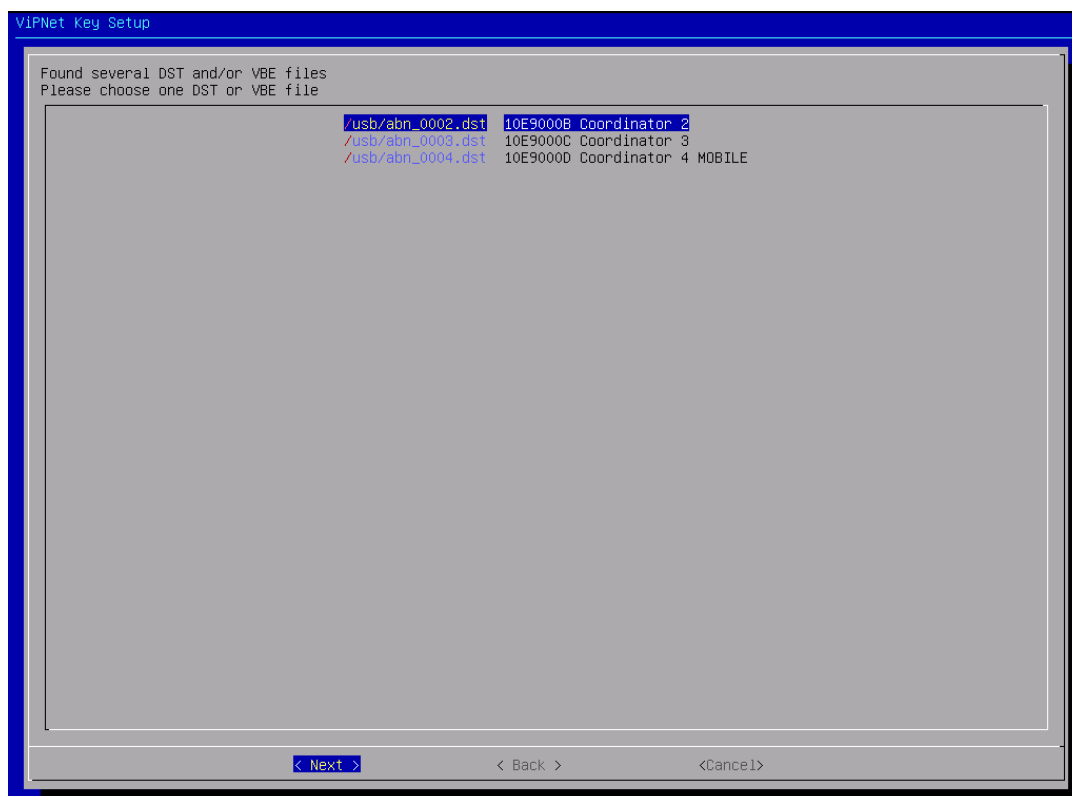 ViPNet Key Setup
Found several DST and/or VBE files
Please choose one DST or VBE file
/usb/abn_0002.dst 10E9000B Coordinator 2
/usb/abn_0003.dst 10E9000C Coordinator 3
/usb/abn_0004.dst 10E9000D Coordinator 4 MOBILE
< Next > < Back > <Cancel>